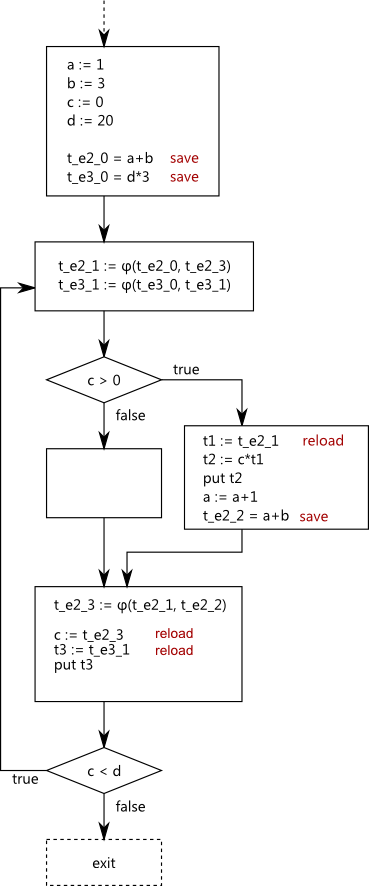 a := 1
b := 3
c := 0
d := 20
t_e2_0 = a+b save
t_e3_0 = d*3 save
t_e2_1 := φ(t_e2_0, t_e2_3)
t_e3_1 := φ(t_e3_0, t_e3_1)
c > 0
true
false
t1 := t_e2_1 reload
t2 := c*t1
put t2
a := a+1
t_e2_2 = a+b save
t_e2_3 := φ(t_e2_1, t_e2_2)
c := t_e2_3 reload
t3 := t_e3_1 reload
put t3
c < d
true
false
exit